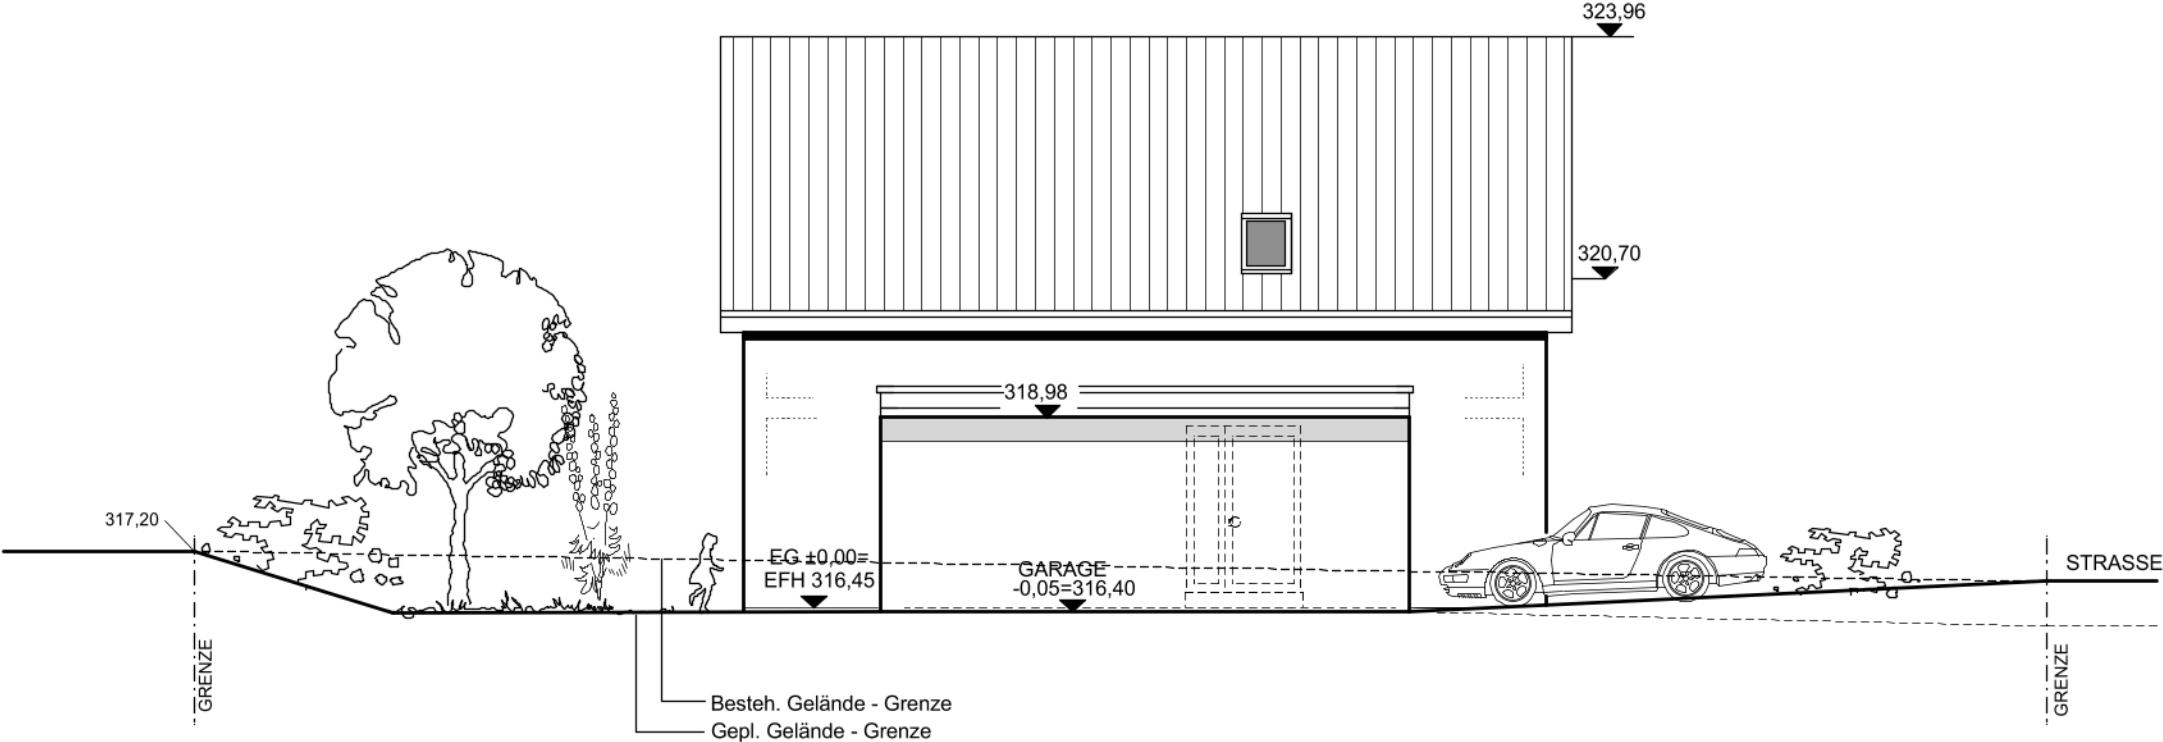 323,96
320,70
318,98
317,20
EG ±0,00=
EFH 316,45
GARAGE
-0,05=316,40
STRASSE
GRENZE
GRENZE
Besteh. Gelände - Grenze
Gepl. Gelände - Grenze